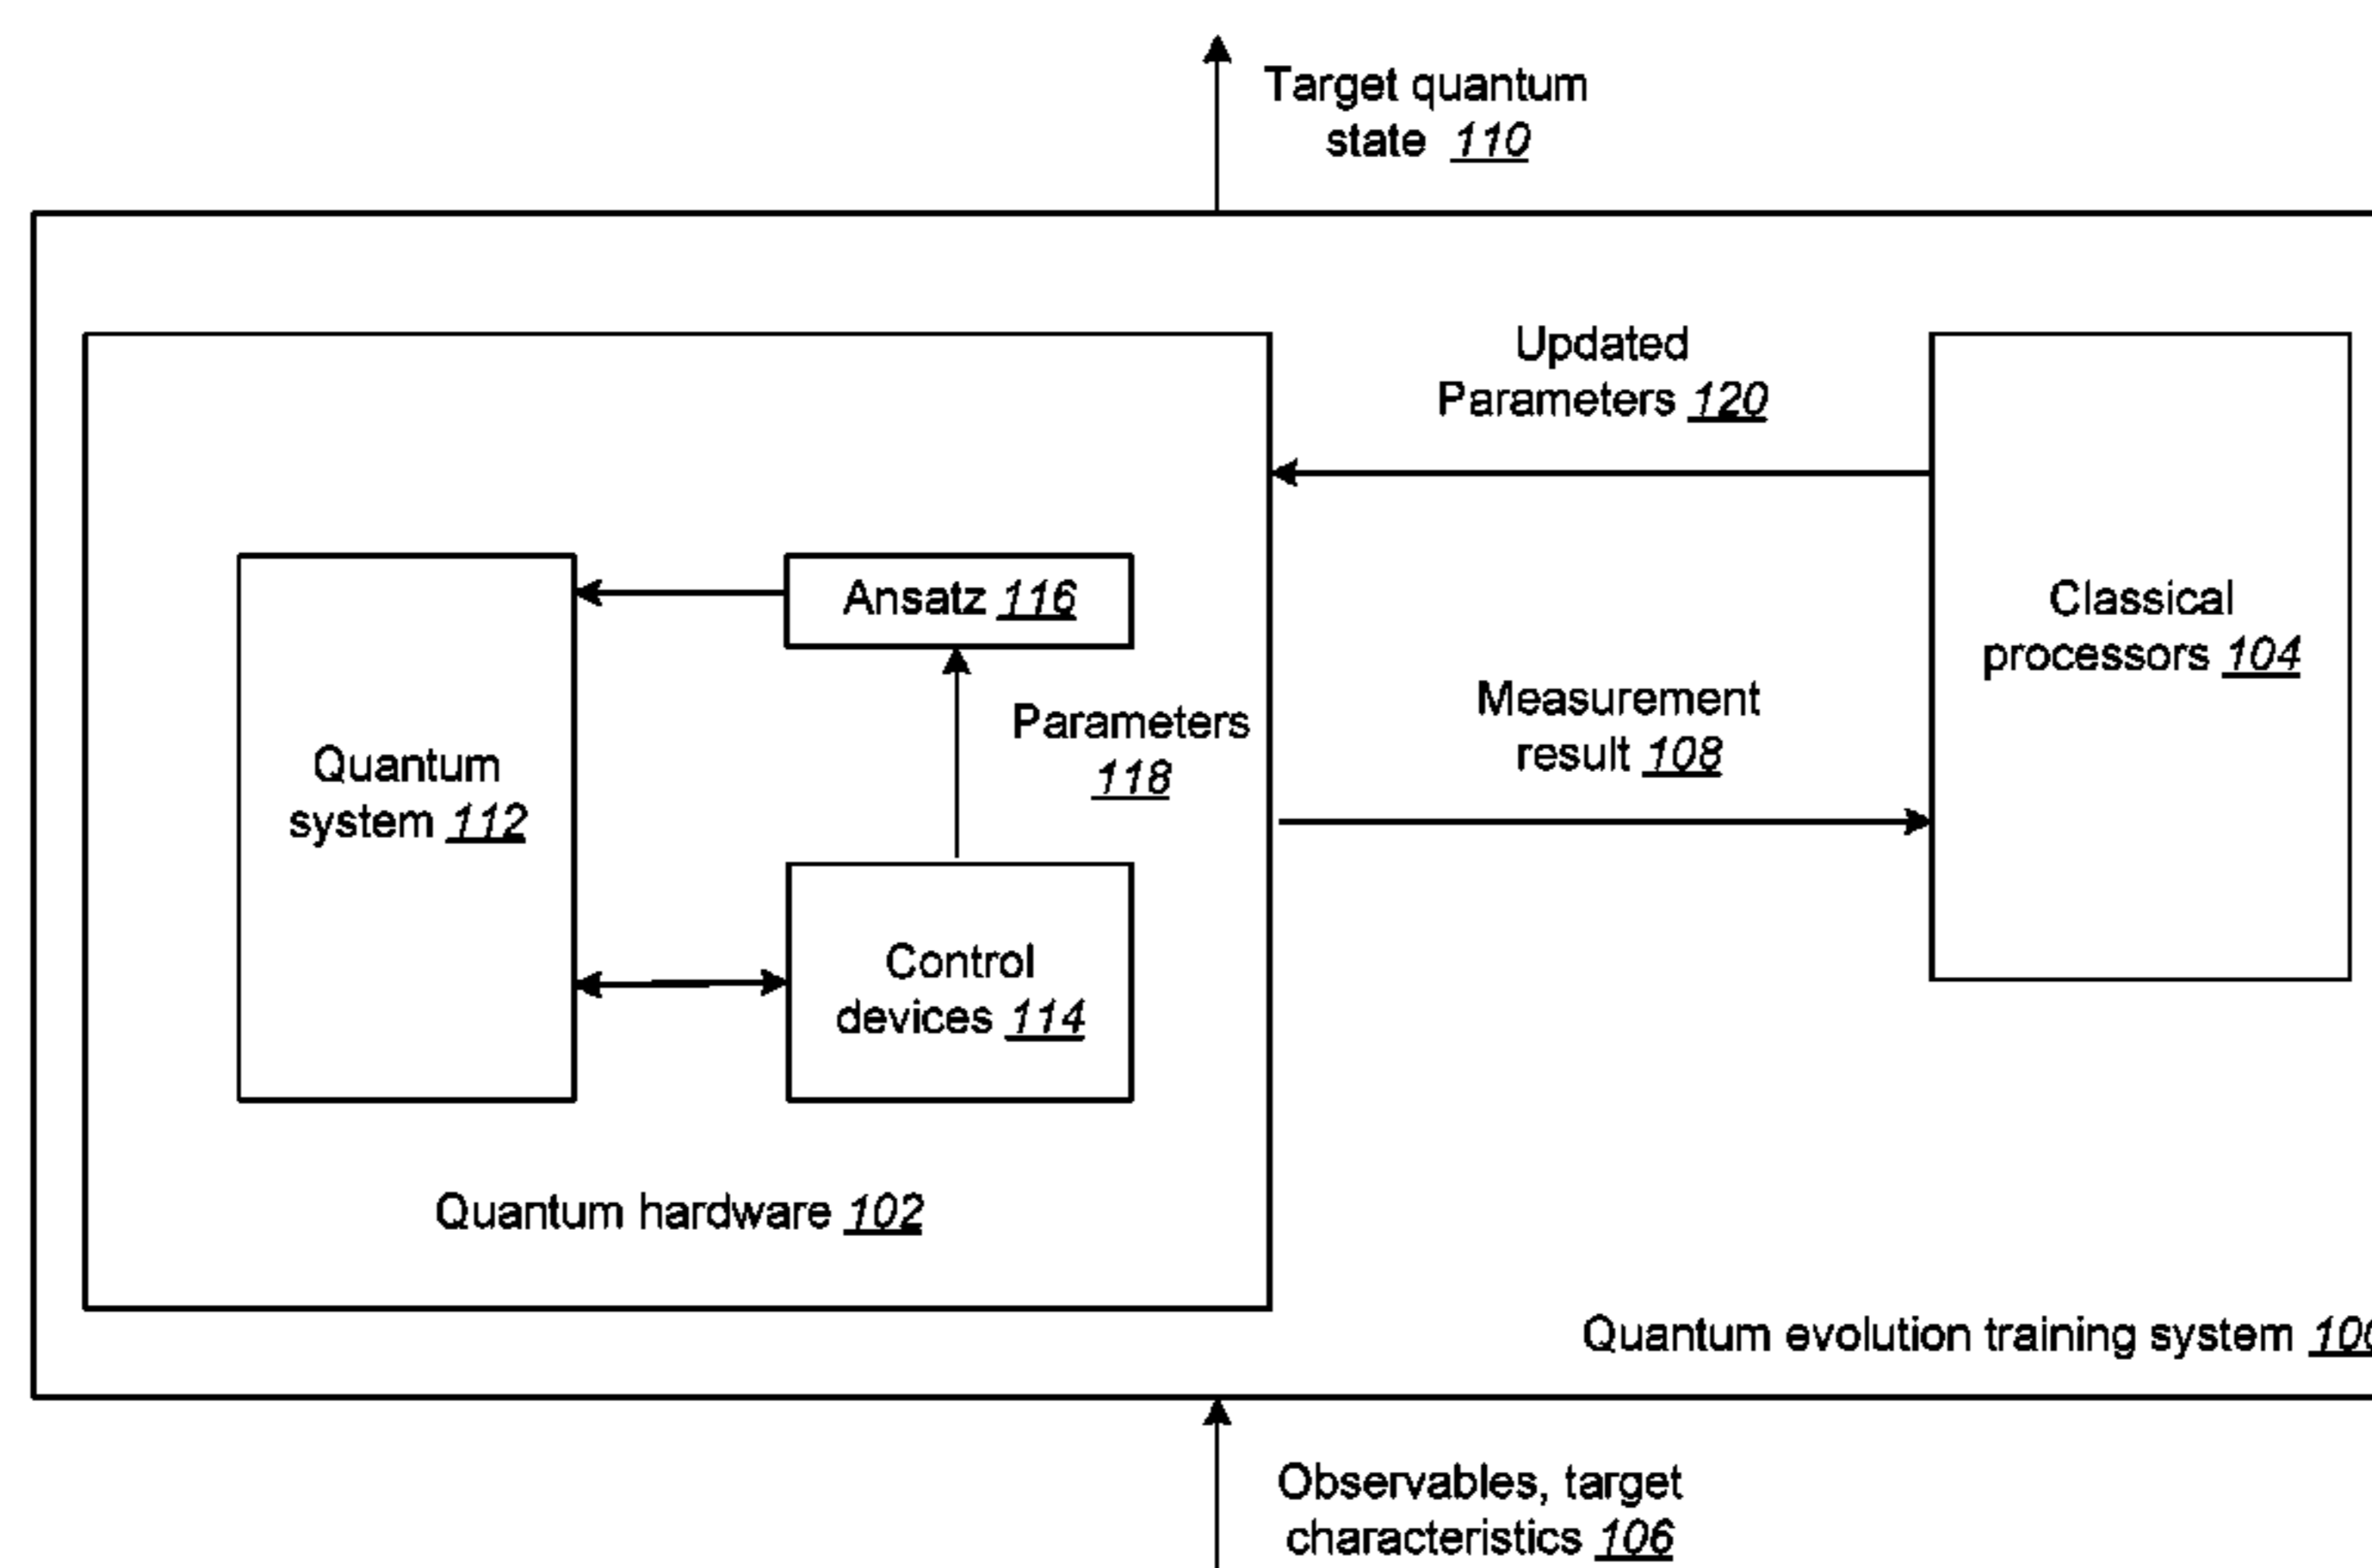 Target quantum
state 110
Updated
Parameters 120
Ansatz 116
Classical
processors 104
Parameters
118
Measurement
result 108
Quantum
system 112
Control
devices 114
Quantum hardware 102
Quantum evolution training system 100
Observables, target
characteristics 106